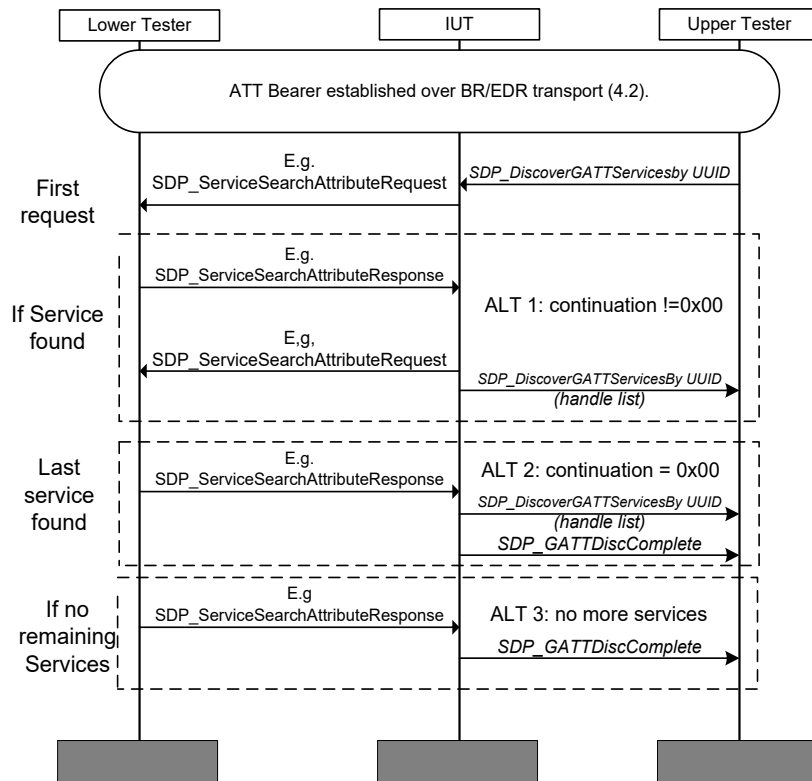 Lower Tester
IUT
Upper Tester
ATT Bearer established over BR/EDR transport (4.2).
First
request
E.g.
SDP_ServiceSearchAttributeRequest
SDP_DiscoverGATTServicesby UUID
If Service
found
E.g.
SDP_ServiceSearchAttributeResponse
ALT 1: continuation !=0x00
E,g,
SDP_ServiceSearchAttributeRequest
SDP_DiscoverGATTServicesBy UUID
(handle list)
Last
service
found
E.g.
SDP_ServiceSearchAttributeResponse
ALT 2: continuation = 0x00
SDP_DiscoverGATTServicesBy UUID
(handle list)
SDP_GATTDiscComplete
If no
remaining
Services
E.g
SDP_ServiceSearchAttributeResponse
ALT 3: no more services
SDP_GATTDiscComplete